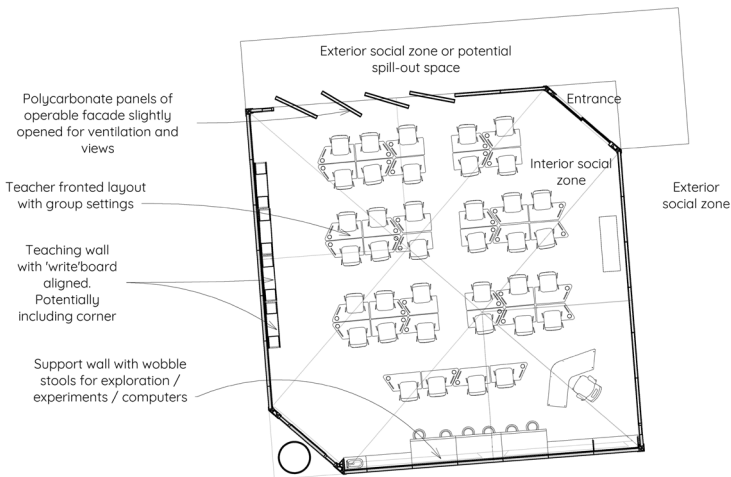 Exterior social zone or potential
spill-out space
Entrance
Polycarbonate panels of
operable facade slightly
opened for ventilation and
views
Interior social
zone
Teacher fronted layout
with group settings
Exterior
social zone
Teaching wall
with 'write'board
aligned.
Potentially
including corner
Support wall with wobble
stools for exploration /
experiments / computers